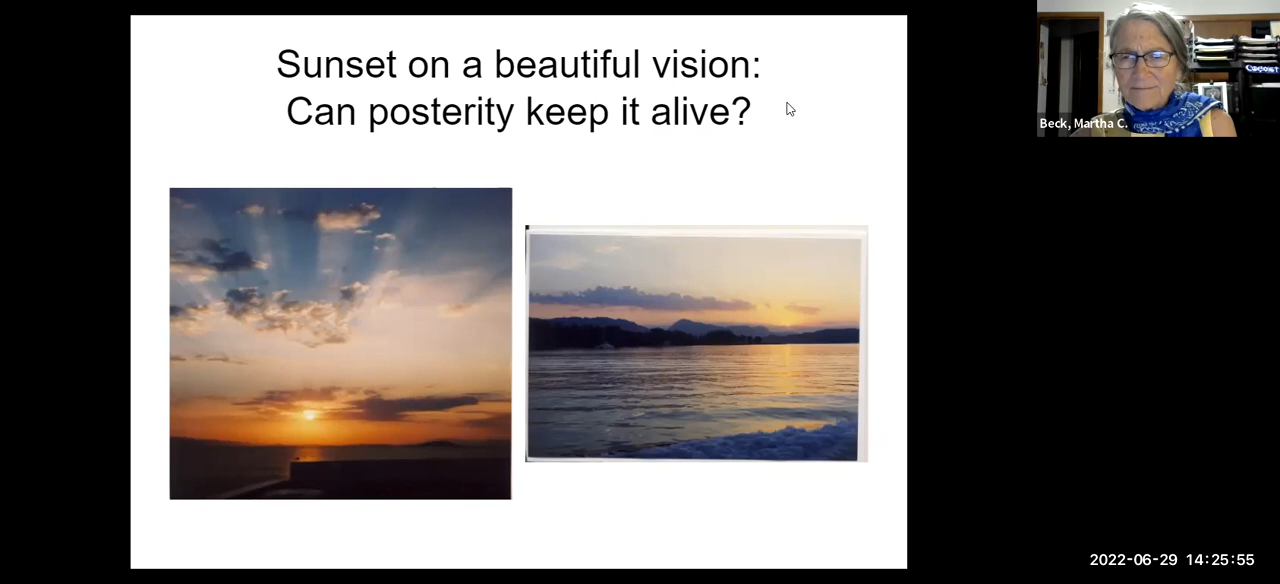 Sunset on a beautiful vision:
Can posterity keep it alive?
Beck, Martha C.
2022-06-29 14:25:55